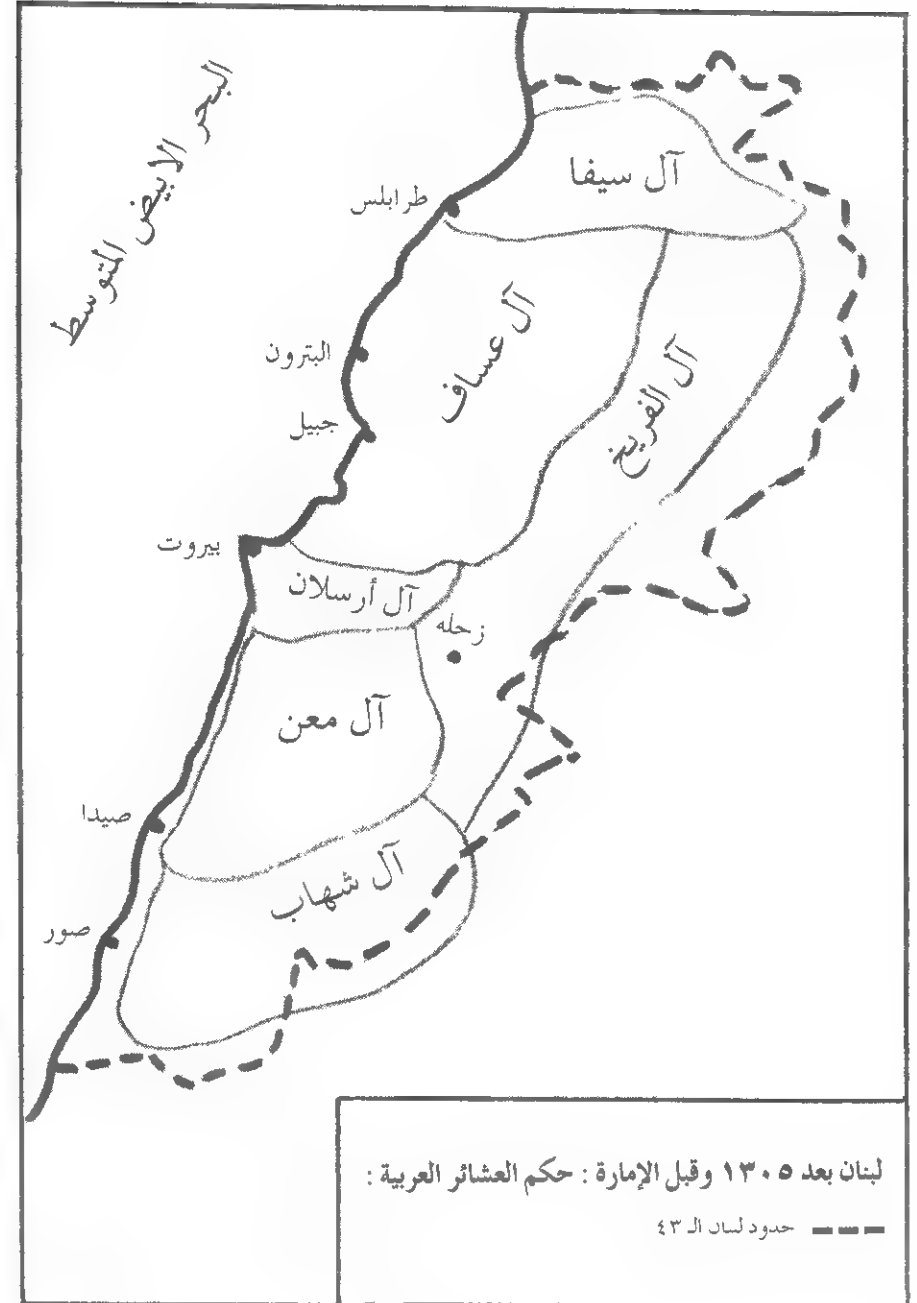 البحر الابيض المتوسط
آل سيفا
طرابلس
آل عساف
البترون
آل الفريخ
جبيل
بيروت
آل أرسلان
زحله
آل معن
صيدا
آل شهاب
صور
لبنان بعد ١٣٠٥ وقبل الإمارة : حكم العشائر العربية :
حدود لبنان الـ ٤٣